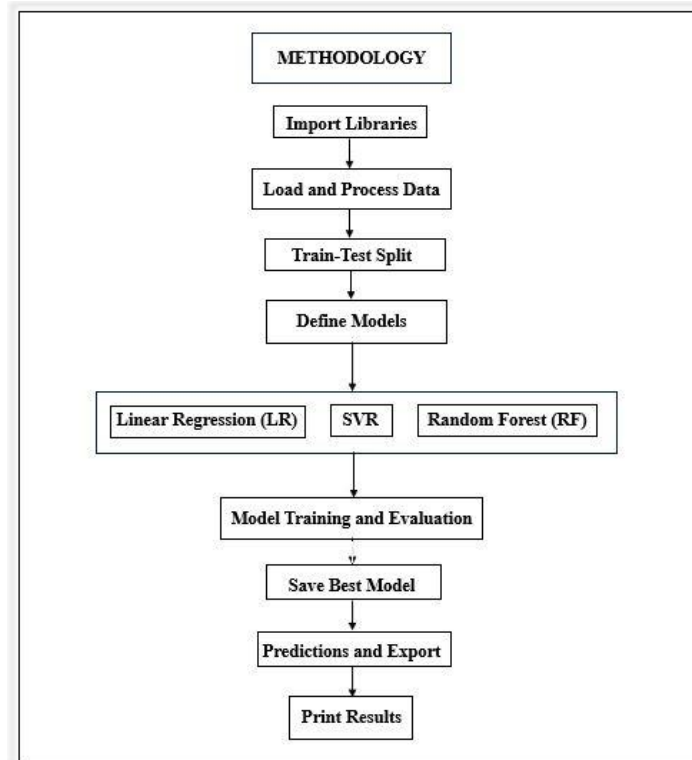 METHODOLOGY
Import Libraries
Load and Process Data
Train-Test Split
Define Models
Linear Regression (LR) SVR Random Forest (RF)
Model Training and Evaluation
Save Best Model
Predictions and Export
Print Results